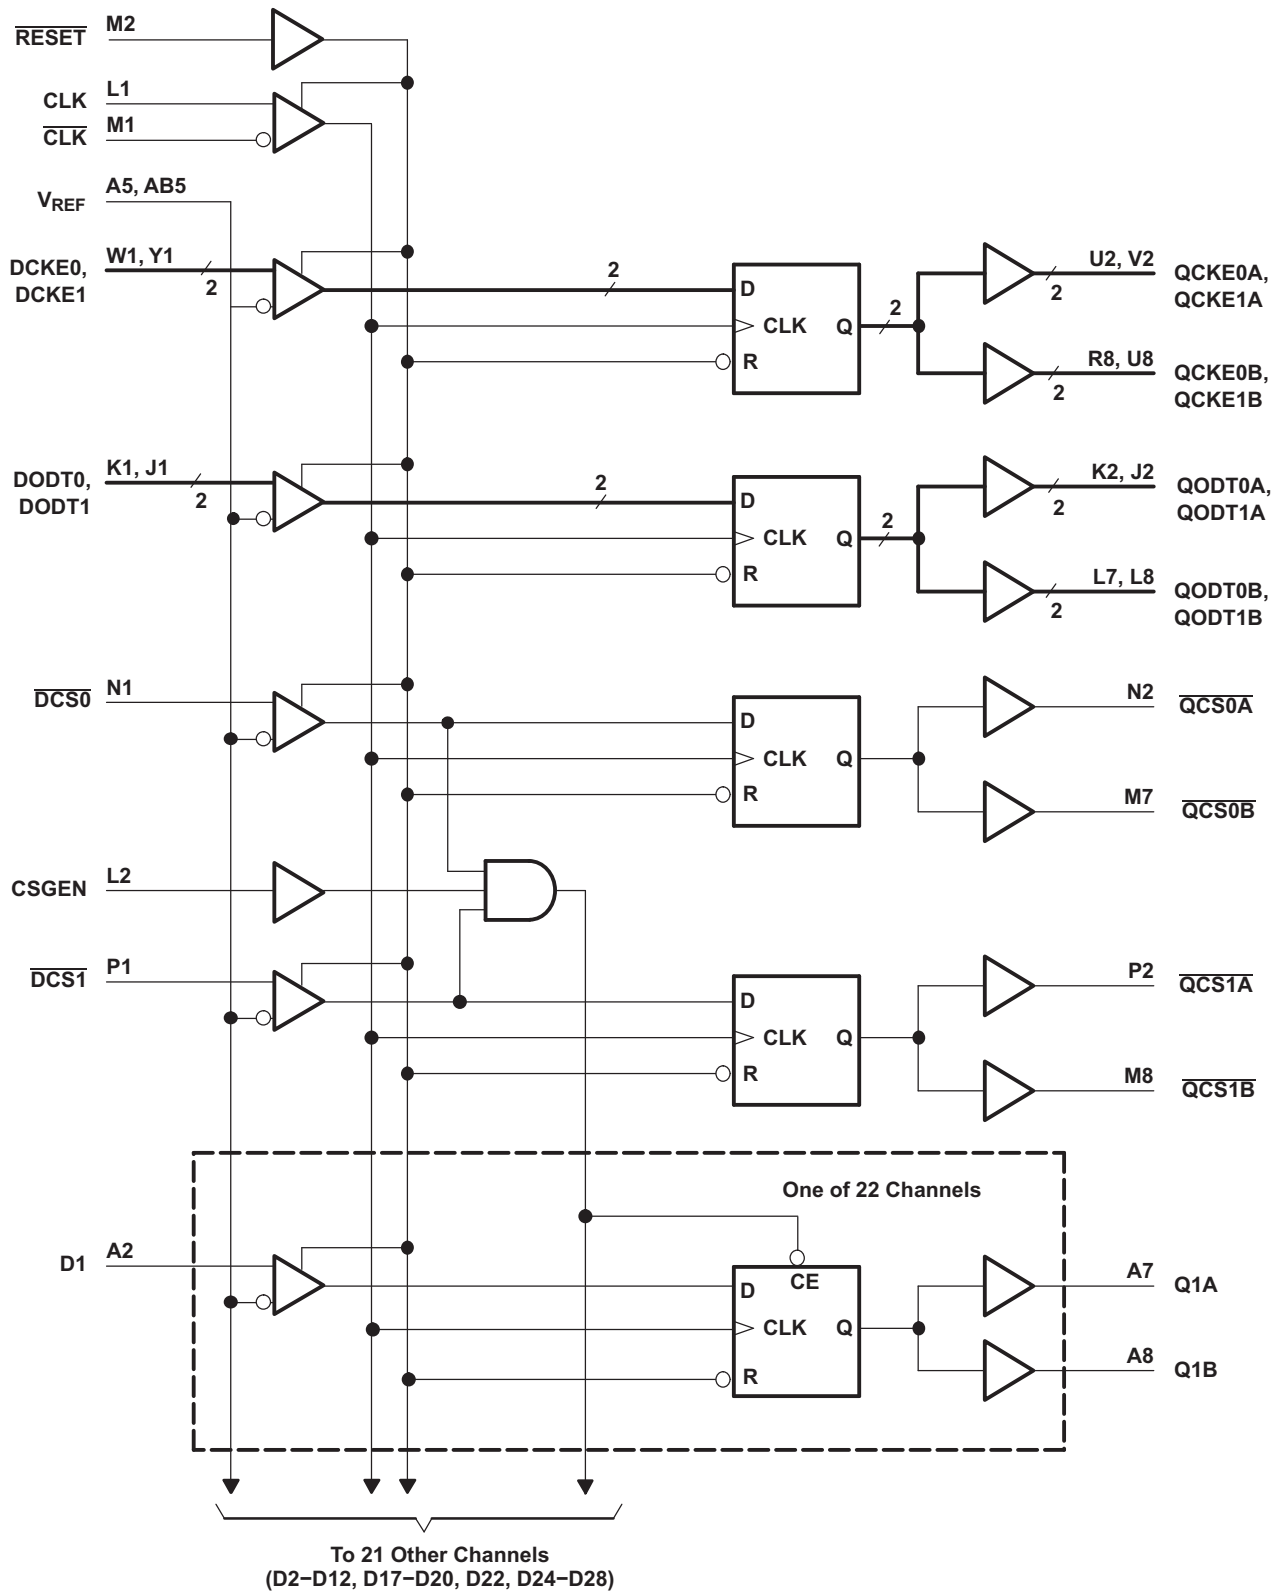 RESET M2
CLK L1
CLK M1
VREF A5, AB5
DCKE0,
DCKE1
W1, Y1
2
2
D
CLK Q
R
2
U2, V2
2
QCKE0A,
QCKE1A
R8, U8
2
QCKE0B,
QCKE1B
DODT0,
DODT1
K1, J1
2
2
D
CLK Q
R
2
K2, J2
2
QODT0A,
QODT1A
L7, L8
2
QODT0B,
QODT1B
DCS0 N1
D
CLK Q
R
N2 QCS0A
M7 QCS0B
CSGEN L2
DCS1 P1
D
CLK Q
R
P2 QCS1A
M8 QCS1B
One of 22 Channels
D1 A2
CE
D
CLK Q
R
A7 Q1A
A8 Q1B
To 21 Other Channels
(D2−D12, D17−D20, D22, D24−D28)